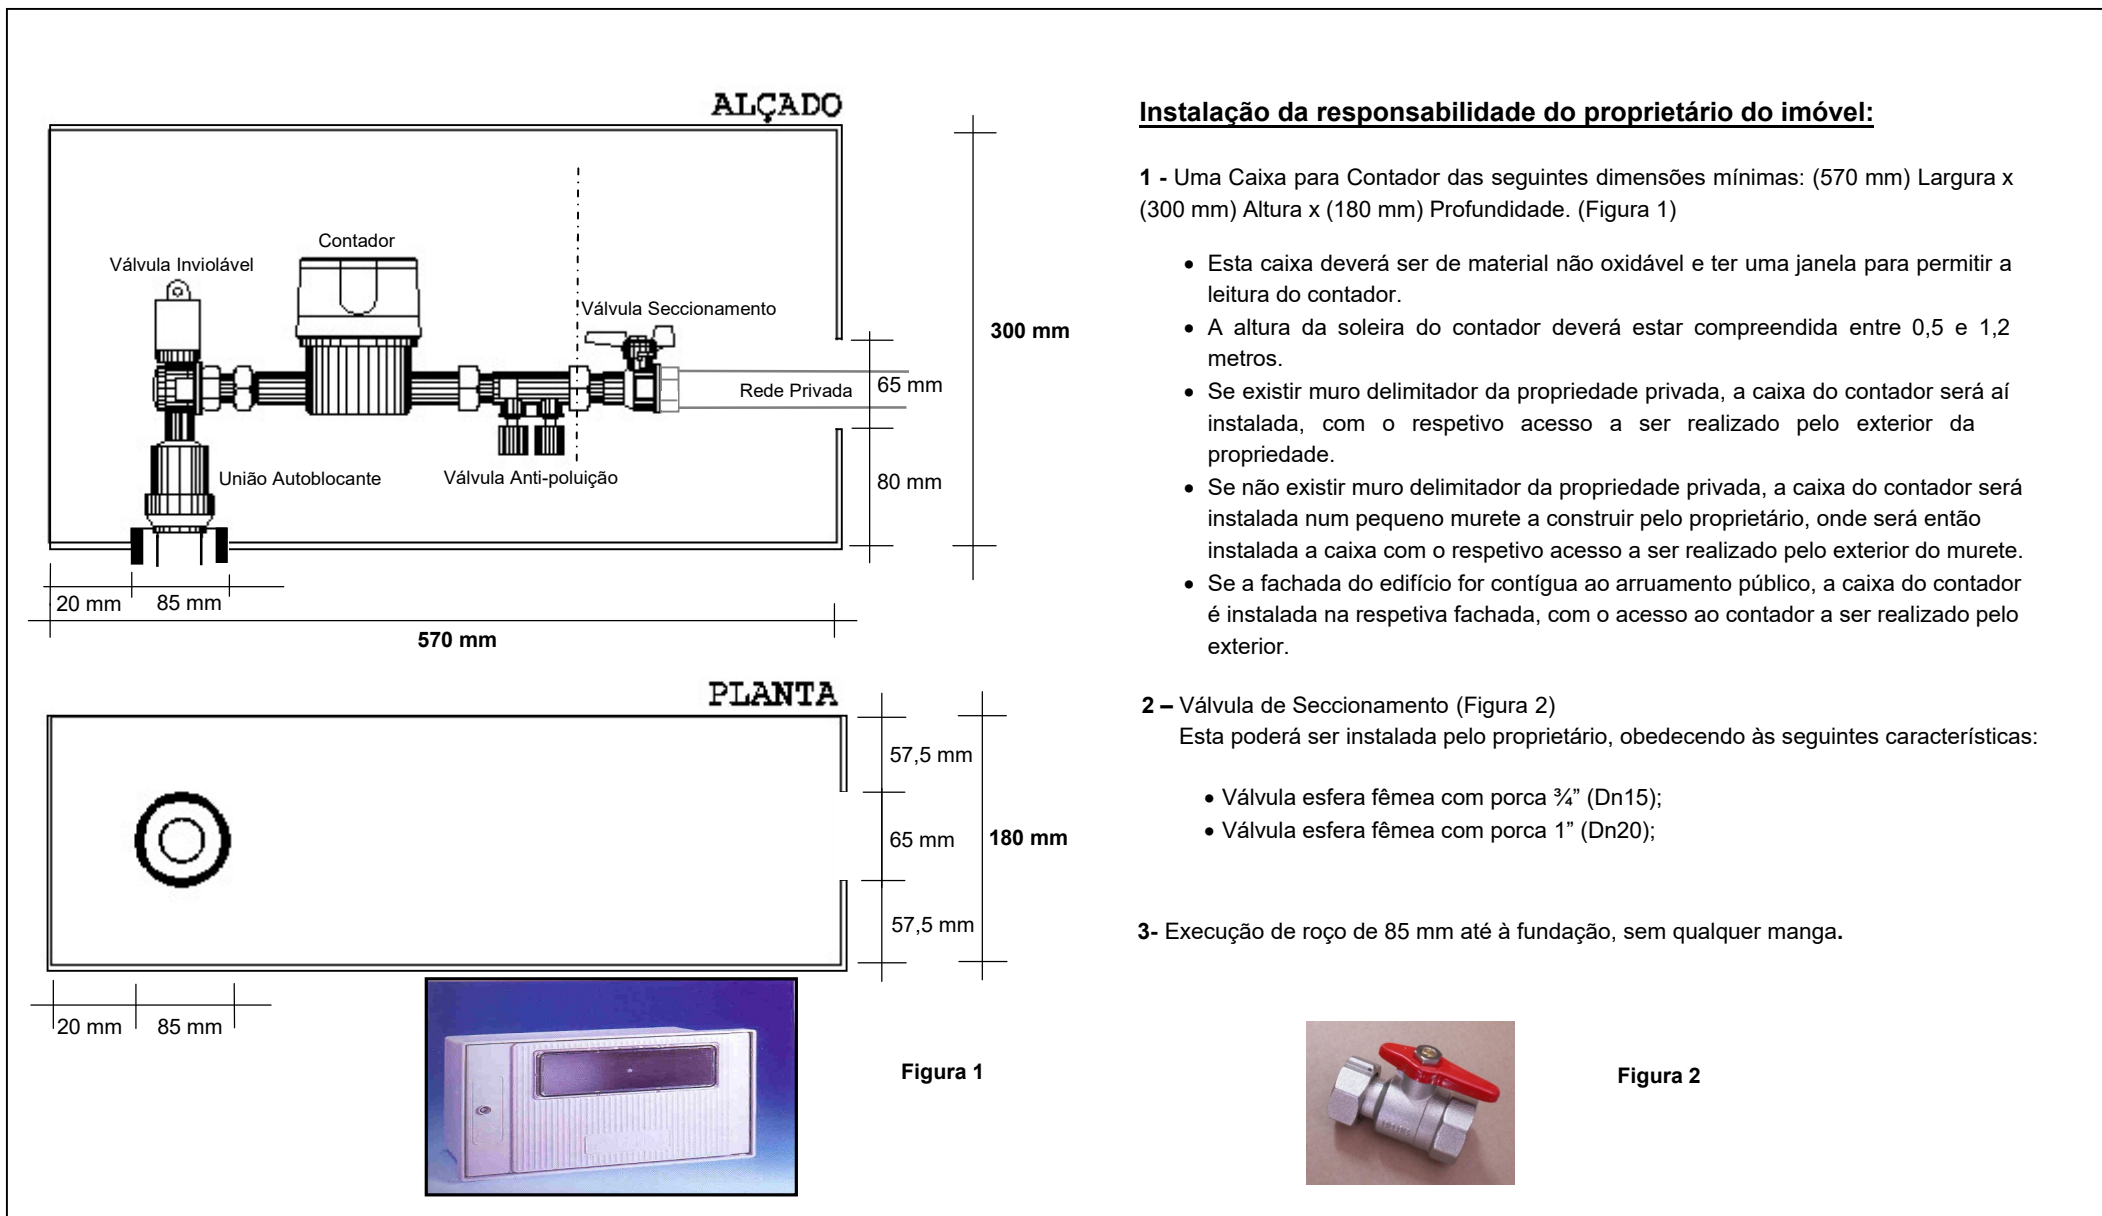 ALÇADO
Contador
Válvula Inviolável
Válvula Seccionamento
300 mm
65 mm
Rede Privada
União Autoblocante
Válvula Anti-poluição
80 mm
20 mm
85 mm
570 mm
PLANTA
57,5 mm
65 mm
180 mm
57,5 mm
20 mm
85 mm
Figura 1
Instalação da responsabilidade do proprietário do imóvel:
1 - Uma Caixa para Contador das seguintes dimensões mínimas: (570 mm) Largura x
(300 mm) Altura x (180 mm) Profundidade. (Figura 1)
• Esta caixa deverá ser de material não oxidável e ter uma janela para permitir a
leitura do contador.
• A altura da soleira do contador deverá estar compreendida entre 0,5 e 1,2
metros.
• Se existir muro delimitador da propriedade privada, a caixa do contador será aí
instalada, com o respetivo acesso a ser realizado pelo exterior da
propriedade.
• Se não existir muro delimitador da propriedade privada, a caixa do contador será
instalada num pequeno murete a construir pelo proprietário, onde será então
instalada a caixa com o respetivo acesso a ser realizado pelo exterior do murete.
• Se a fachada do edifício for contígua ao arruamento público, a caixa do contador
é instalada na respetiva fachada, com o acesso ao contador a ser realizado pelo
exterior.
2 – Válvula de Seccionamento (Figura 2)
Esta poderá ser instalada pelo proprietário, obedecendo às seguintes características:
• Válvula esfera fêmea com porca ¾” (Dn15);
• Válvula esfera fêmea com porca 1” (Dn20);
3- Execução de roço de 85 mm até à fundação, sem qualquer manga.
Figura 2